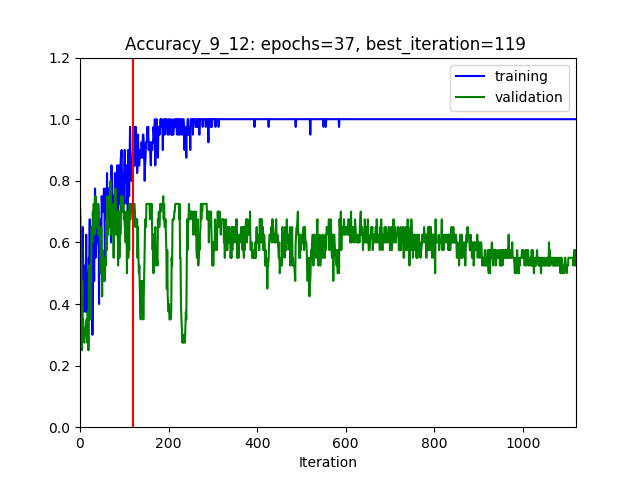 Accuracy_9_12: epochs=37, best_iteration=119
1.2
1.0
0.8
0.6
0.4
0.2
0.0
training
validation
0 200 400 600 800 1000
Iteration